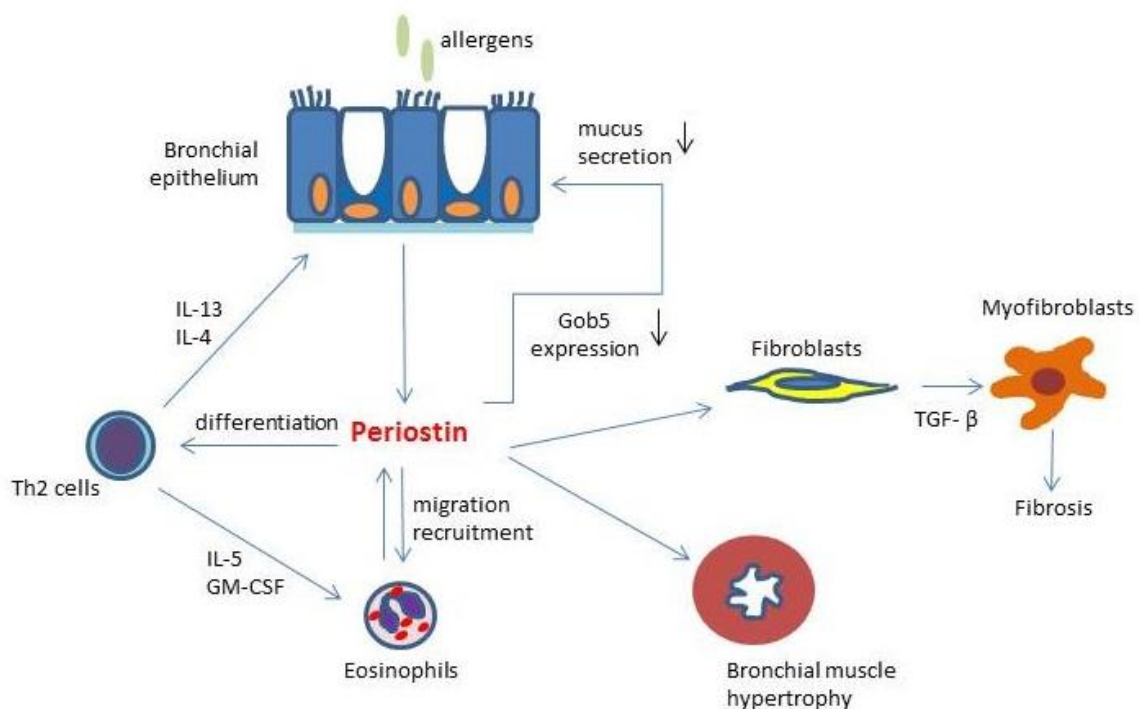 allergens
Bronchial
epithelium
mucus
secretion
IL-13
IL-4
Gob5
expression
Myofibroblasts
Fibroblasts
TGF- β
differentiation
Periostin
Th2 cells
migration
recruitment
Fibrosis
IL-5
GM-CSF
Eosinophils
Bronchial muscle
hypertrophy